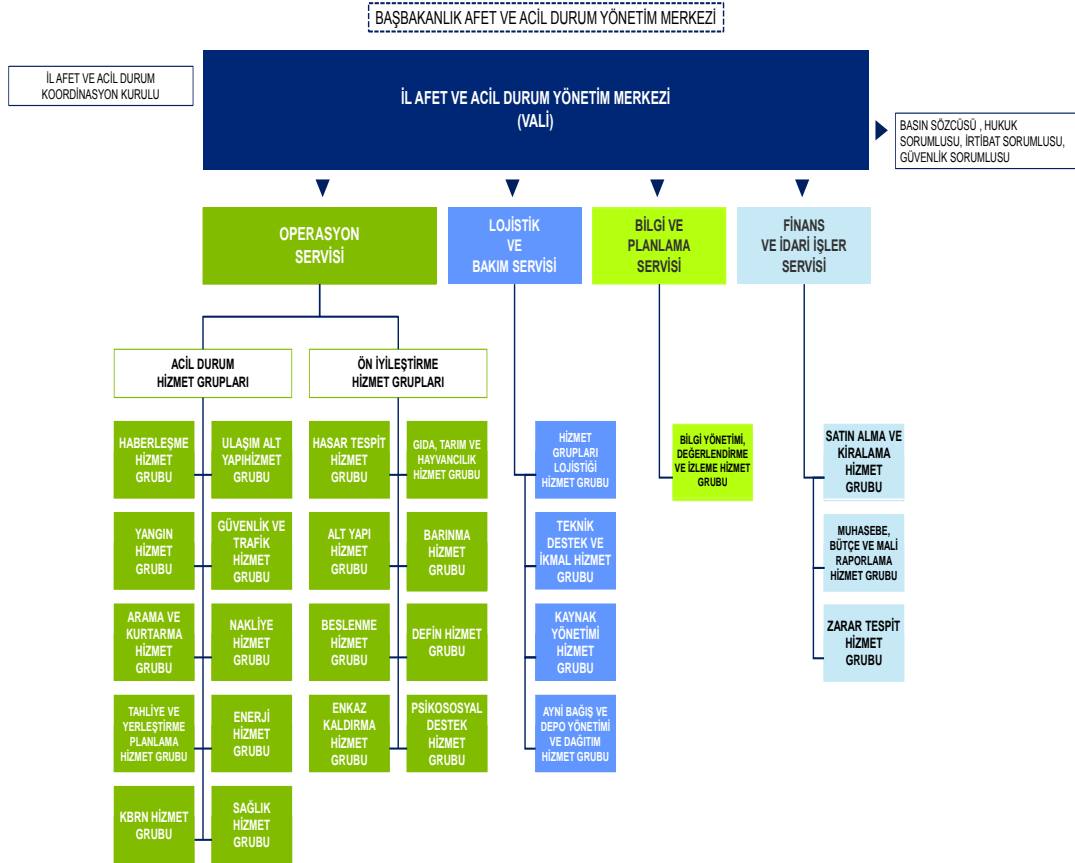 BAŞBAKANLIK AFET VE ACİL DURUM YÖNETİM MERKEZİ
İL AFET VE ACİL DURUM
KOORDİNASYON KURULU
İL AFET VE ACİL DURUM YÖNETİM MERKEZİ
(VALİ)
BASIN SÖZCÜSÜ , HUKUK
SORUMLUSU, İRTİBAT SORUMLUSU,
GÜVENLİK SORUMLUSU
OPERASYON
SERVİSİ
LOJİSTİK
VE
BAKIM SERVİSİ
BİLGİ VE
PLANLAMA
SERVİSİ
FİNANS
VE İDARİ İŞLER
SERVİSİ
ACİL DURUM
HİZMET GRUPLARI
ÖN İYİLEŞTİRME
HİZMET GRUPLARI
HABERLEŞME
HİZMET
GRUBU
ULAŞIM ALT
YAPIHİZMET
GRUBU
HASAR TESPİT
HİZMET
GRUBU
GIDA, TARIM VE
HAYVANCILIK
HİZMET GRUBU
HİZMET
GRUPLARI
LOJİSTİĞİ
HİZMET GRUBU
BİLGİ YÖNETİMİ,
DEĞERLENDİRME
VE İZLEME HİZMET
GRUBU
SATIN ALMA VE
KİRALAMA
HİZMET
GRUBU
YANGIN
HİZMET
GRUBU
GÜVENLİK VE
TRAFİK
HİZMET
GRUBU
ALT YAPI
HİZMET
GRUBU
BARINMA
HİZMET
GRUBU
TEKNİK
DESTEK VE
İKMAL HİZMET
GRUBU
MUHASEBE,
BÜTÇE VE MALİ
RAPORLAMA
HİZMET GRUBU
ARAMA VE
KURTARMA
HİZMET
GRUBU
NAKLİYE
HİZMET
GRUBU
BESLENME
HİZMET
GRUBU
DEFİN HİZMET
GRUBU
KAYNAK
YÖNETİMİ
HİZMET
GRUBU
ZARAR TESPİT
HİZMET
GRUBU
TAHLİYE VE
YERLEŞTİRME
PLANLAMA
HİZMET GRUBU
ENERJİ
HİZMET
GRUBU
ENKAZ
KALDIRMA
HİZMET
GRUBU
PSİKOSOSYAL
DESTEK
HİZMET
GRUBU
AYNİ BAĞIŞ VE
DEPO YÖNETİMİ
VE DAĞITIM
HİZMET GRUBU
KBRN HİZMET
GRUBU
SAĞLIK
HİZMET
GRUBU